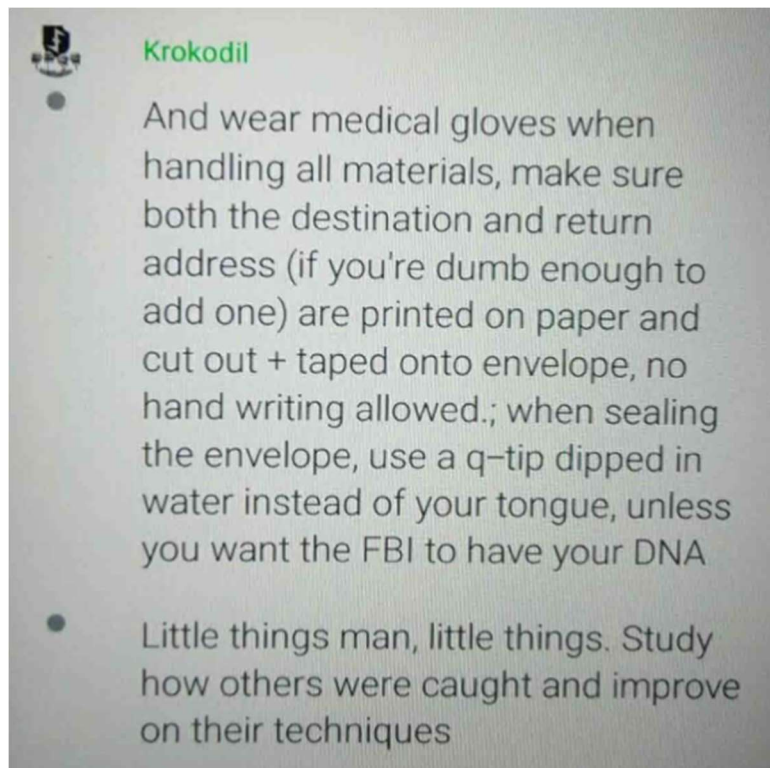 Krokodil
And wear medical gloves when
handling all materials, make sure
both the destination and return
address (if you're dumb enough to
add one) are printed on paper and
cut out + taped onto envelope, no
hand writing allowed.; when sealing
the envelope, use a q-tip dipped in
water instead of your tongue, unless
you want the FBI to have your DNA
Little things man, little things. Study
how others were caught and improve
on their techniques